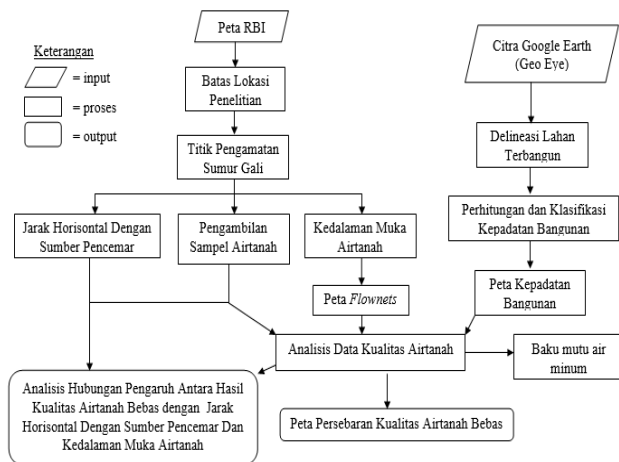 Keterangan
= input
= proses
= output
Peta RBI
Batas Lokasi
Penelitian
Titik Pengamatan
Sumur Gali
Jarak Horisontal Dengan
Sumber Pencemar
Pengambilan
Sampel Airtanah
Kedalaman Muka
Airtanah
Peta Flownets
Citra Google Earth
(Geo Eye)
Delineasi Lahan
Terbangun
Perhitungan dan Klasifikasi
Kepadatan Bangunan
Peta Kepadatan
Bangunan
Analisis Data Kualitas Airtanah
Baku mutu air
minum
Analisis Hubungan Pengaruh Antara Hasil
Kualitas Airtanah Bebas dengan Jarak
Horisontal Dengan Sumber Pencemar Dan
Kedalaman Muka Airtanah
Peta Persebaran Kualitas Airtanah Bebas